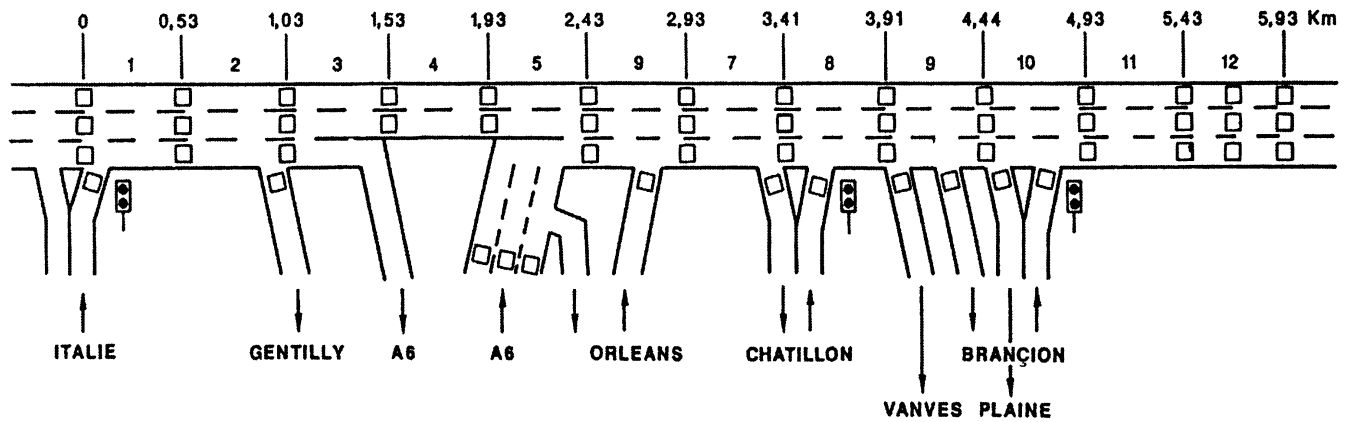 0 0,53 1,03 1,53 1,93 2,43 2,93 3,41 3,91 4,44 4,93 5,43 5,93 Km
1 2 3 4 5 9 7 8 9 10 11 12
ITALIE GENTILLY A6 A6 ORLEANS CHATILLON BRANÇION
VANVES PLAINE